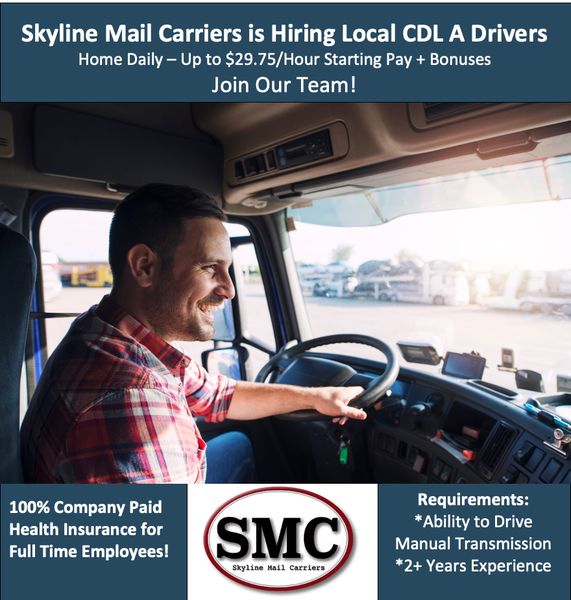 Skyline Mail Carriers is Hiring Local CDL A Drivers
Home Daily – Up to $29.75/Hour Starting Pay + Bonuses
Join Our Team!
100% Company Paid
Health Insurance for
Full Time Employees!
SMC
Skyline Mail Carriers
Requirements:
*Ability to Drive
Manual Transmission
*2+ Years Experience